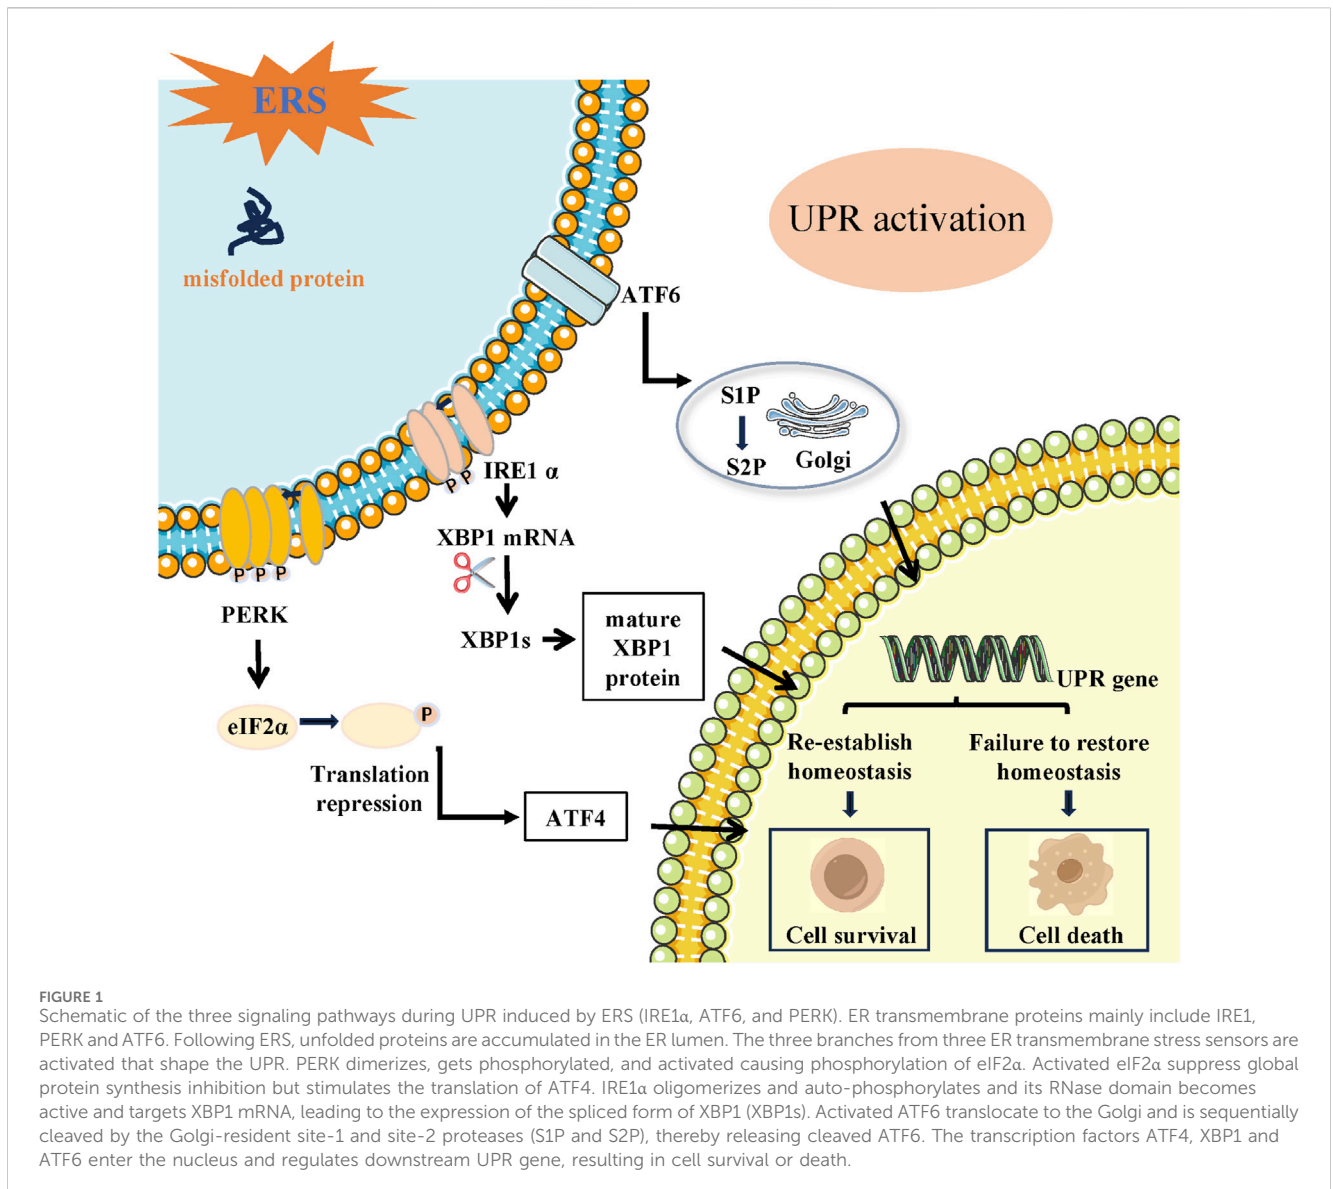 ERS
misfolded protein
UPR activation
ATF6
S1P
S2P
Golgi
IRE1 α
P P
XBP1 mRNA
XBP1s
mature
XBP1
protein
P P P
PERK
eIF2α
P
Translation
repression
ATF4
UPR gene
Re-establish
homeostasis
Failure to restore
homeostasis
Cell survival
Cell death
FIGURE 1
Schematic of the three signaling pathways during UPR induced by ERS (IRE1α, ATF6, and PERK). ER transmembrane proteins mainly include IRE1,
PERK and ATF6. Following ERS, unfolded proteins are accumulated in the ER lumen. The three branches from three ER transmembrane stress sensors are
activated that shape the UPR. PERK dimerizes, gets phosphorylated, and activated causing phosphorylation of eIF2α. Activated eIF2α suppress global
protein synthesis inhibition but stimulates the translation of ATF4. IRE1α oligomerizes and auto-phosphorylates and its RNase domain becomes
active and targets XBP1 mRNA, leading to the expression of the spliced form of XBP1 (XBP1s). Activated ATF6 translocate to the Golgi and is sequentially
cleaved by the Golgi-resident site-1 and site-2 proteases (S1P and S2P), thereby releasing cleaved ATF6. The transcription factors ATF4, XBP1 and
ATF6 enter the nucleus and regulates downstream UPR gene, resulting in cell survival or death.